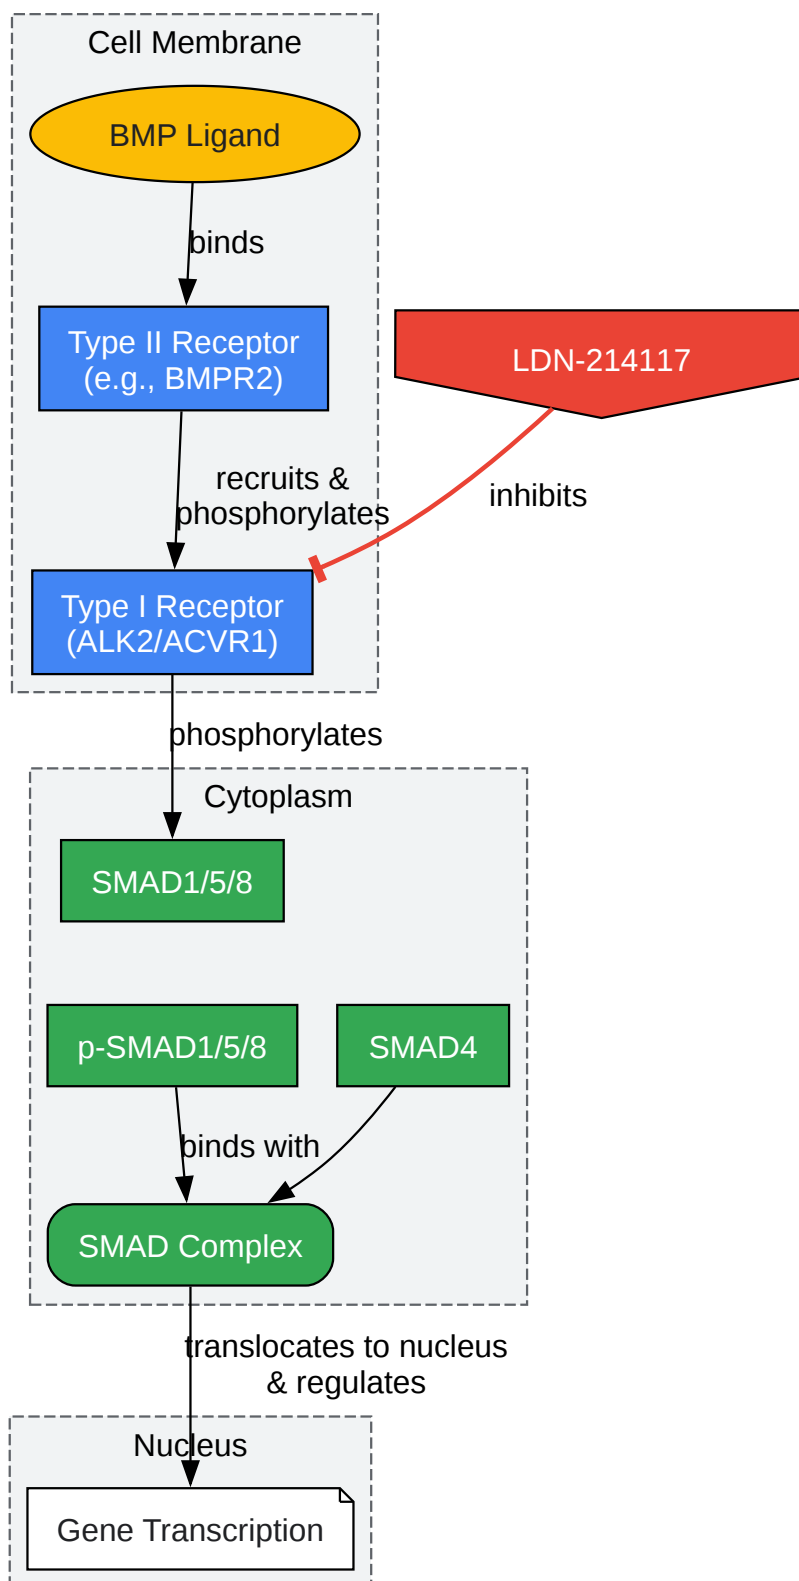 Cell Membrane
BMP Ligand
binds
Type II Receptor
(e.g., BMPR2)
LDN-214117
recruits &
phosphorylates
inhibits
Type I Receptor
(ALK2/ACVR1)
phosphorylates
Cytoplasm
SMAD1/5/8
p-SMAD1/5/8
SMAD4
binds with
SMAD Complex
translocates to nucleus
& regulates
Nucleus
Gene Transcription